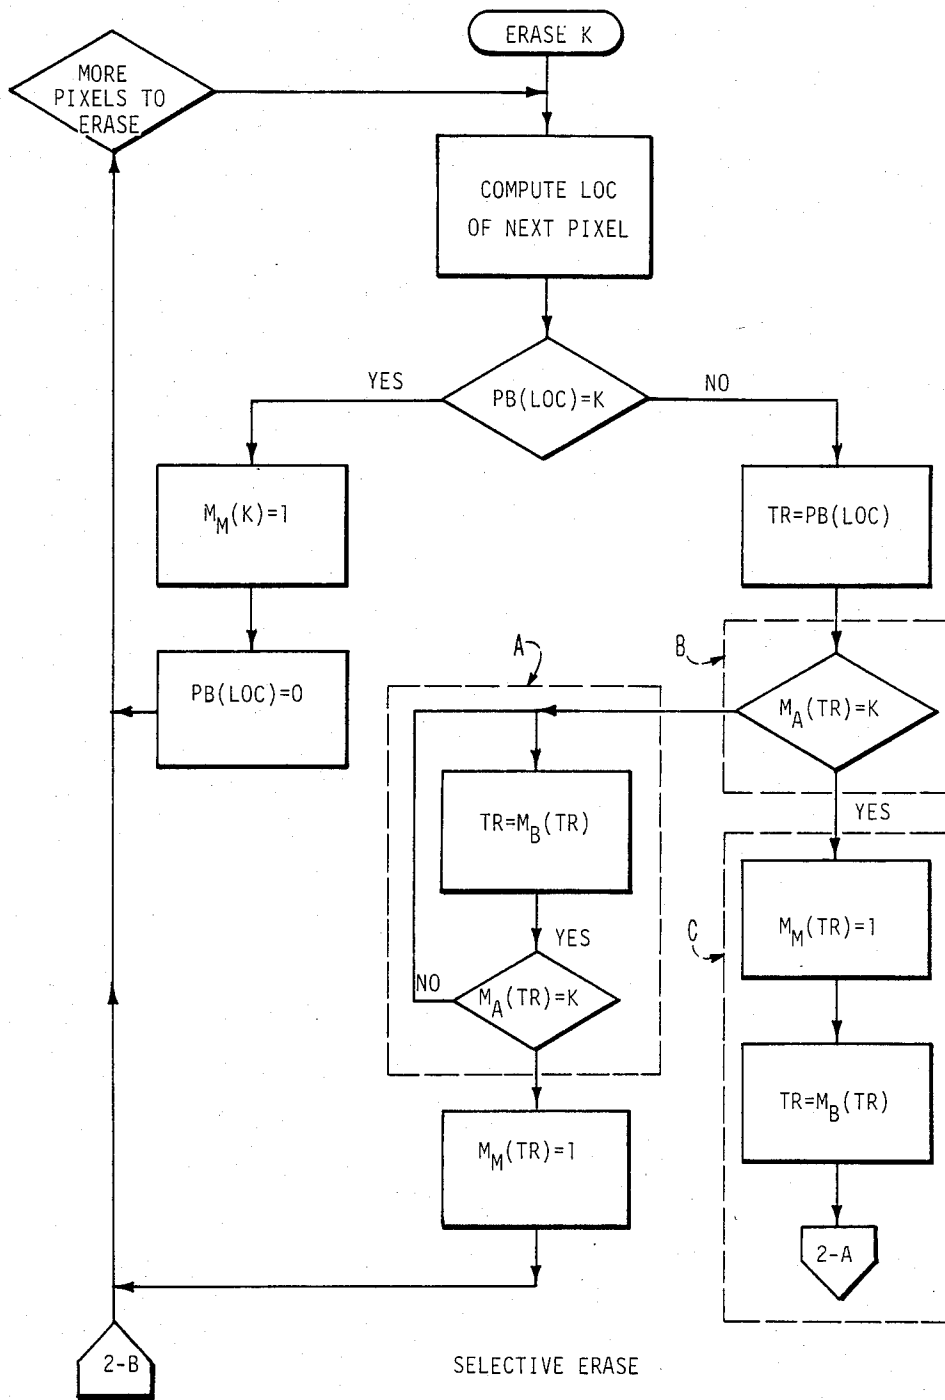 ERASE K
MORE
PIXELS TO
ERASE
COMPUTE LOC
OF NEXT PIXEL
YES
PB(LOC)=K
NO
M_M(K)=1
TR=PB(LOC)
A
B
PB(LOC)=0
M_A(TR)=K
YES
TR=M_B(TR)
YES
NO
M_A(TR)=K
C
M_M(TR)=1
TR=M_B(TR)
M_M(TR)=1
2-A
2-B
SELECTIVE ERASE